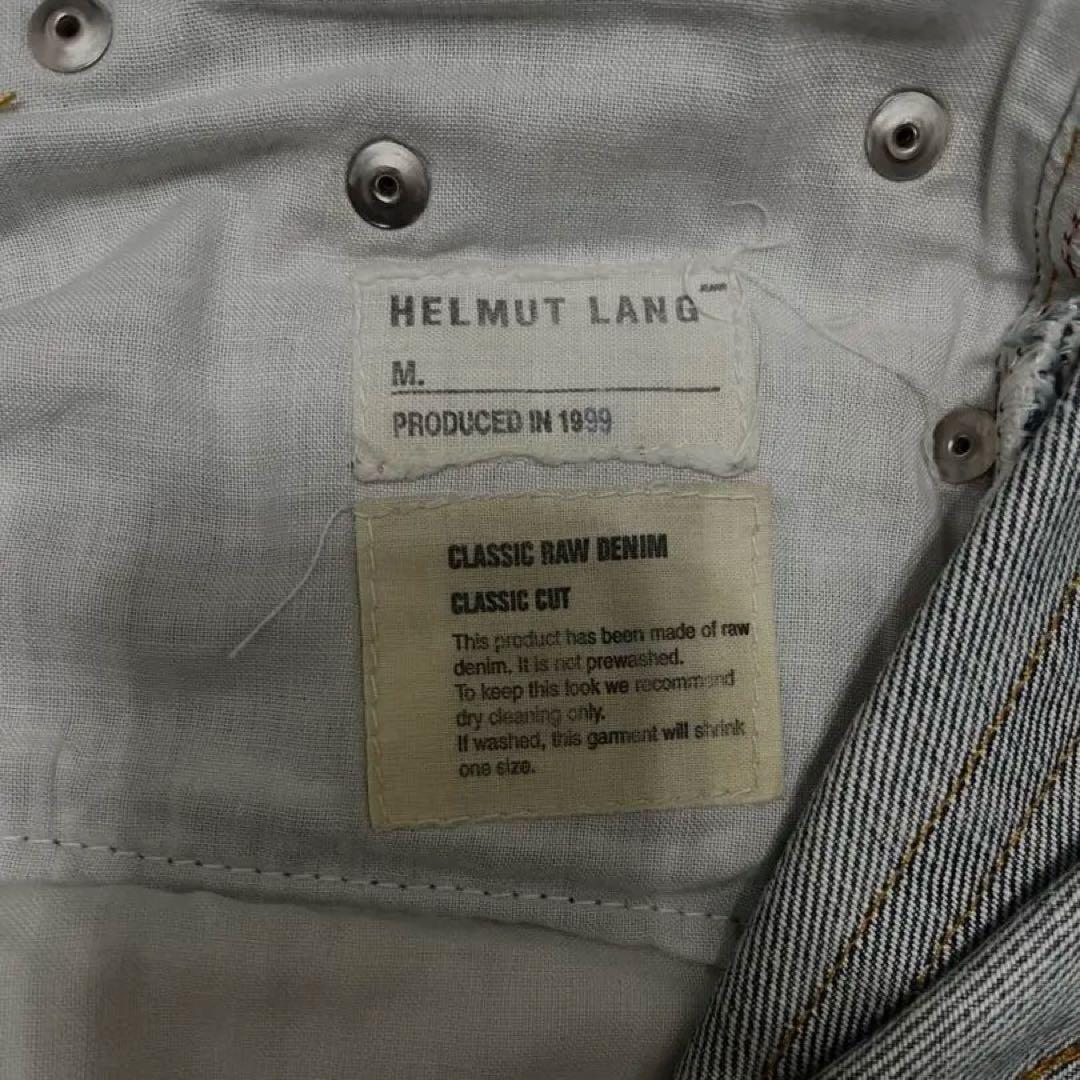 HELMUT LANG JEANS
M.
PRODUCED IN 1999
CLASSIC RAW DENIM
CLASSIC CUT
This product has been made of raw
denim. It is not prewashed.
To keep this look we recommend
dry cleaning only.
If washed, this garment will shrink
one size.